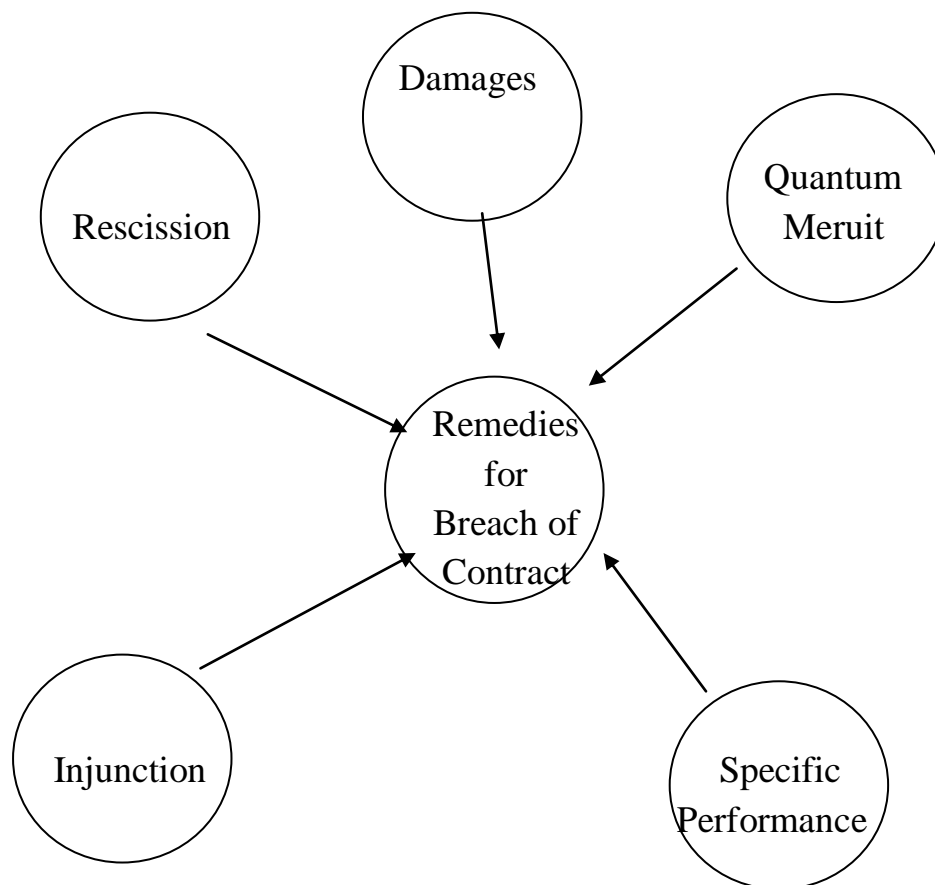 Damages
Quantum
Meruit
Rescission
Remedies
for
Breach of
Contract
Injunction
Specific
Performance